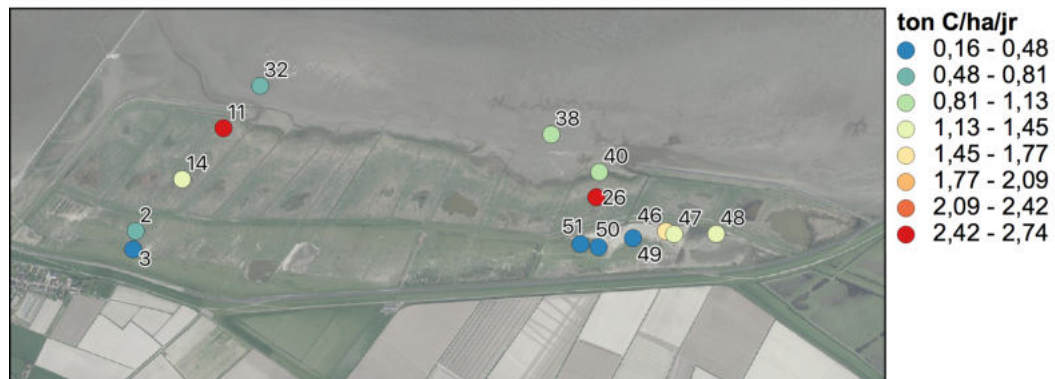 ton C/ha/jr
0,16 - 0,48
0,48 - 0,81
0,81 - 1,13
1,13 - 1,45
1,45 - 1,77
1,77 - 2,09
2,09 - 2,42
2,42 - 2,74
32
11
38
14
40
26
2
3
51
50
49
46
47
48